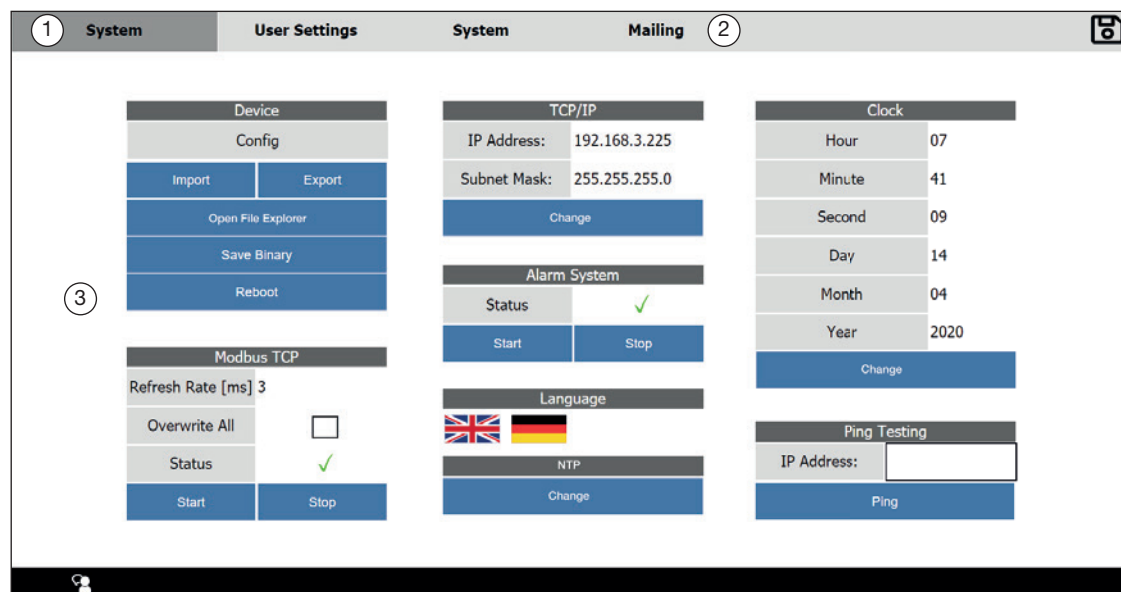 1 System User Settings System Mailing 2
Device
Config
Import Export
Open File Explorer
Save Binary
Reboot
3
Modbus TCP
Refresh Rate [ms] 3
Overwrite All
Status ✓
Start Stop
TCP/IP
IP Address: 192.168.3.225
Subnet Mask: 255.255.255.0
Change
Alarm System
Status ✓
Start Stop
Language
NTP
Change
Clock
Hour 07
Minute 41
Second 09
Day 14
Month 04
Year 2020
Change
Ping Testing
IP Address:
Ping